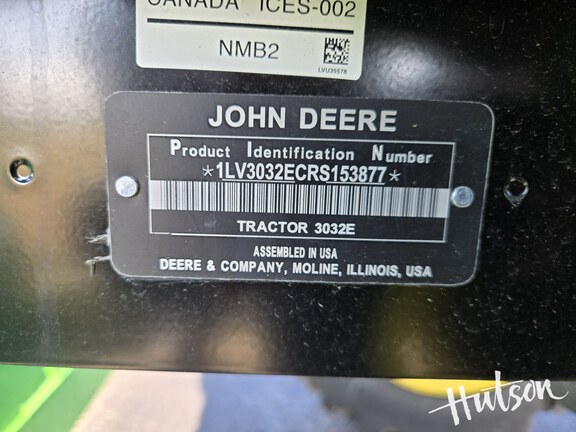 CANADA ICES-002
NMB2
LVU35578
JOHN DEERE
Product Identification Number
*1LV3032ECRS153877*
TRACTOR 3032E
ASSEMBLED IN USA
DEERE & COMPANY, MOLINE, ILLINOIS, USA
Hutson